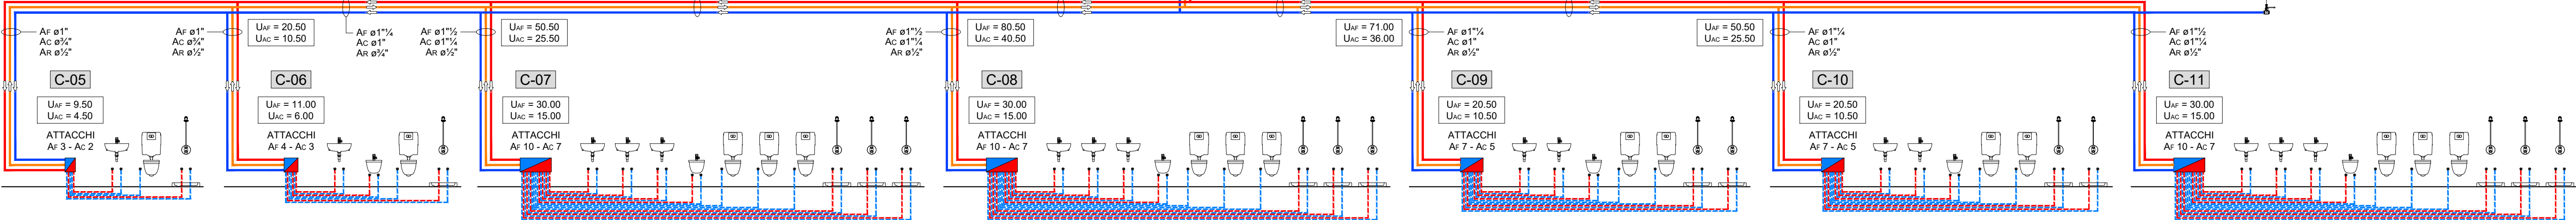 AF ø1"
AC ø¾"
AR ø½"
C-05
UAF = 9.50
UAC = 4.50
ATTACCHI
AF 3 - AC 2
AF ø1"
AC ø¾"
AR ø½"
UAF = 20.50
UAC = 10.50
C-06
UAF = 11.00
UAC = 6.00
ATTACCHI
AF 4 - AC 3
AF ø1"¼
AC ø1"
AR ø¾"
AF ø1"½
AC ø1"¼
AR ø½"
UAF = 50.50
UAC = 25.50
C-07
UAF = 30.00
UAC = 15.00
ATTACCHI
AF 10 - AC 7
AF ø1"½
AC ø1"¼
AR ø½"
UAF = 80.50
UAC = 40.50
C-08
UAF = 30.00
UAC = 15.00
ATTACCHI
AF 10 - AC 7
UAF = 71.00
UAC = 36.00
AF ø1"¼
AC ø1"
AR ø½"
C-09
UAF = 20.50
UAC = 10.50
ATTACCHI
AF 7 - AC 5
UAF = 50.50
UAC = 25.50
AF ø1"¼
AC ø1"
AR ø½"
C-10
UAF = 20.50
UAC = 10.50
ATTACCHI
AF 7 - AC 5
AF ø1"½
AC ø1"¼
AR ø½"
C-11
UAF = 30.00
UAC = 15.00
ATTACCHI
AF 10 - AC 7